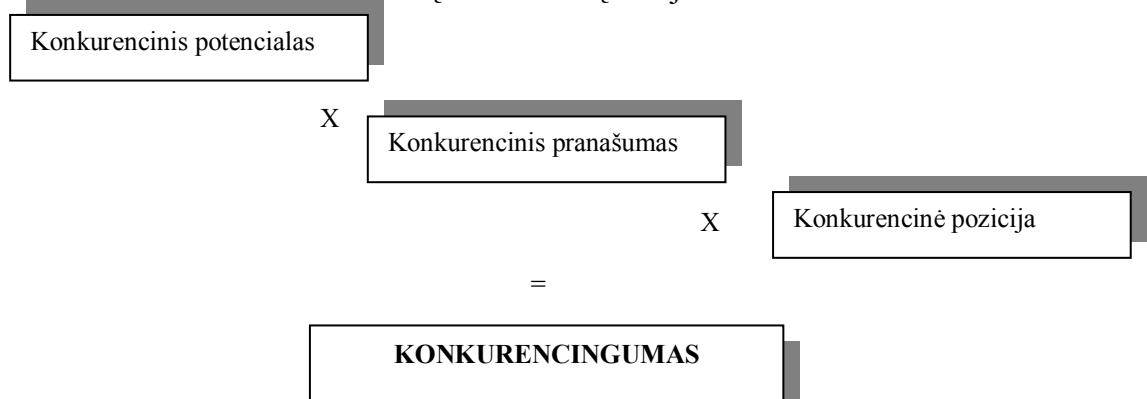 Konkurencinis potencialas
X
Konkurencinis pranašumas
X
Konkurencinė pozicija
=
KONKURENCINGUMAS